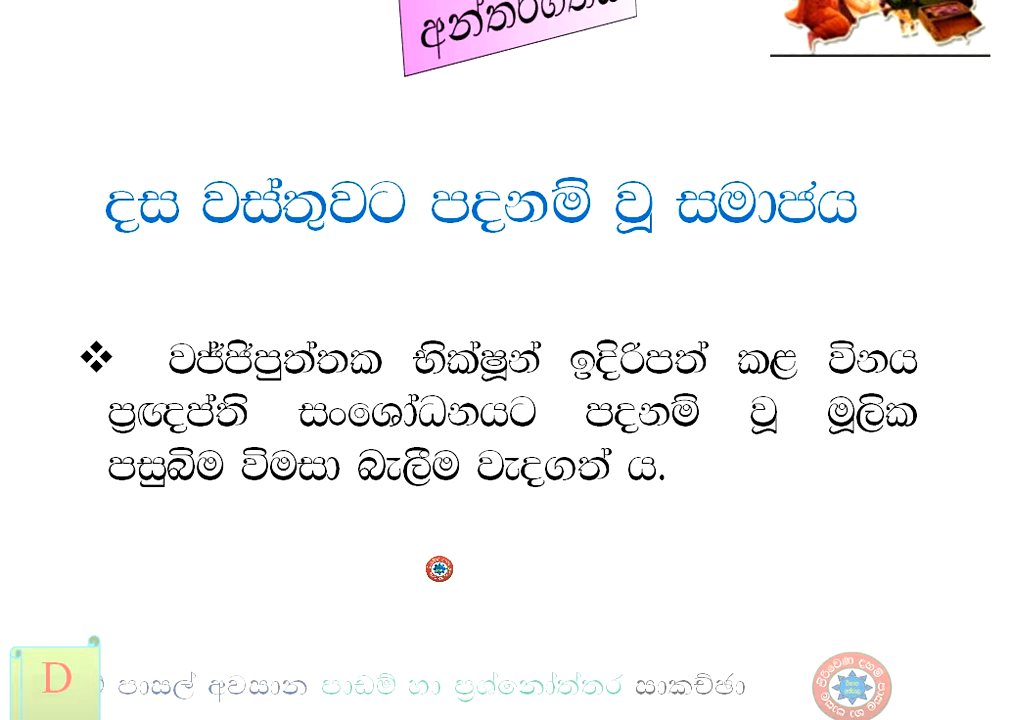 අන්තර්ගතය
දස වස්තුවට පදනම් වූ සමාජය
❖ වජ්ජිපුත්තක භික්ෂූන් ඉදිරිපත් කළ විනය
ප්‍රඥප්ති සංශෝධනයට පදනම් වූ මූලික
පසුබිම විමසා බැලීම වැදගත් ය.
D පාසල් අවසාන පාඩම් හා ප්‍රශ්නෝත්තර සාකච්ඡා